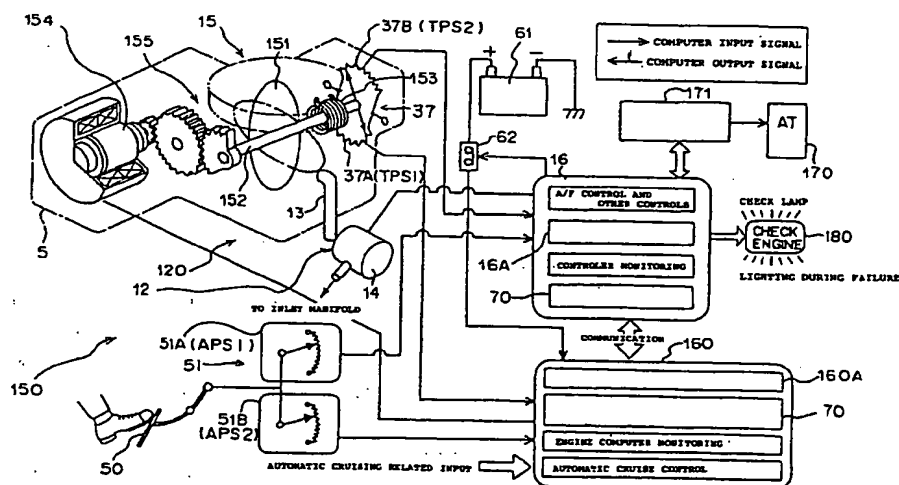 154
15
37B (TPS2)
151
155
153
37
+
−
61
COMPUTER INPUT SIGNAL
COMPUTER OUTPUT SIGNAL
171
AT
170
62
16
37A (TPS1)
152
13
5
120
12
14
TO INLET MANIFOLD
A/F CONTROL AND
OTHER CONTROLS
16A
CONTROLER MONITORING
70
CHECK LAMP
CHECK
ENGINE
180
LIGHTING DURING FAILURE
COMMUNICATION
160
51A (APS1)
51
150
51B
(APS2)
50
160A
70
ENGINE COMPUTER MONITORING
AUTOMATIC CRUISING RELATED INPUT
AUTOMATIC CRUISE CONTROL